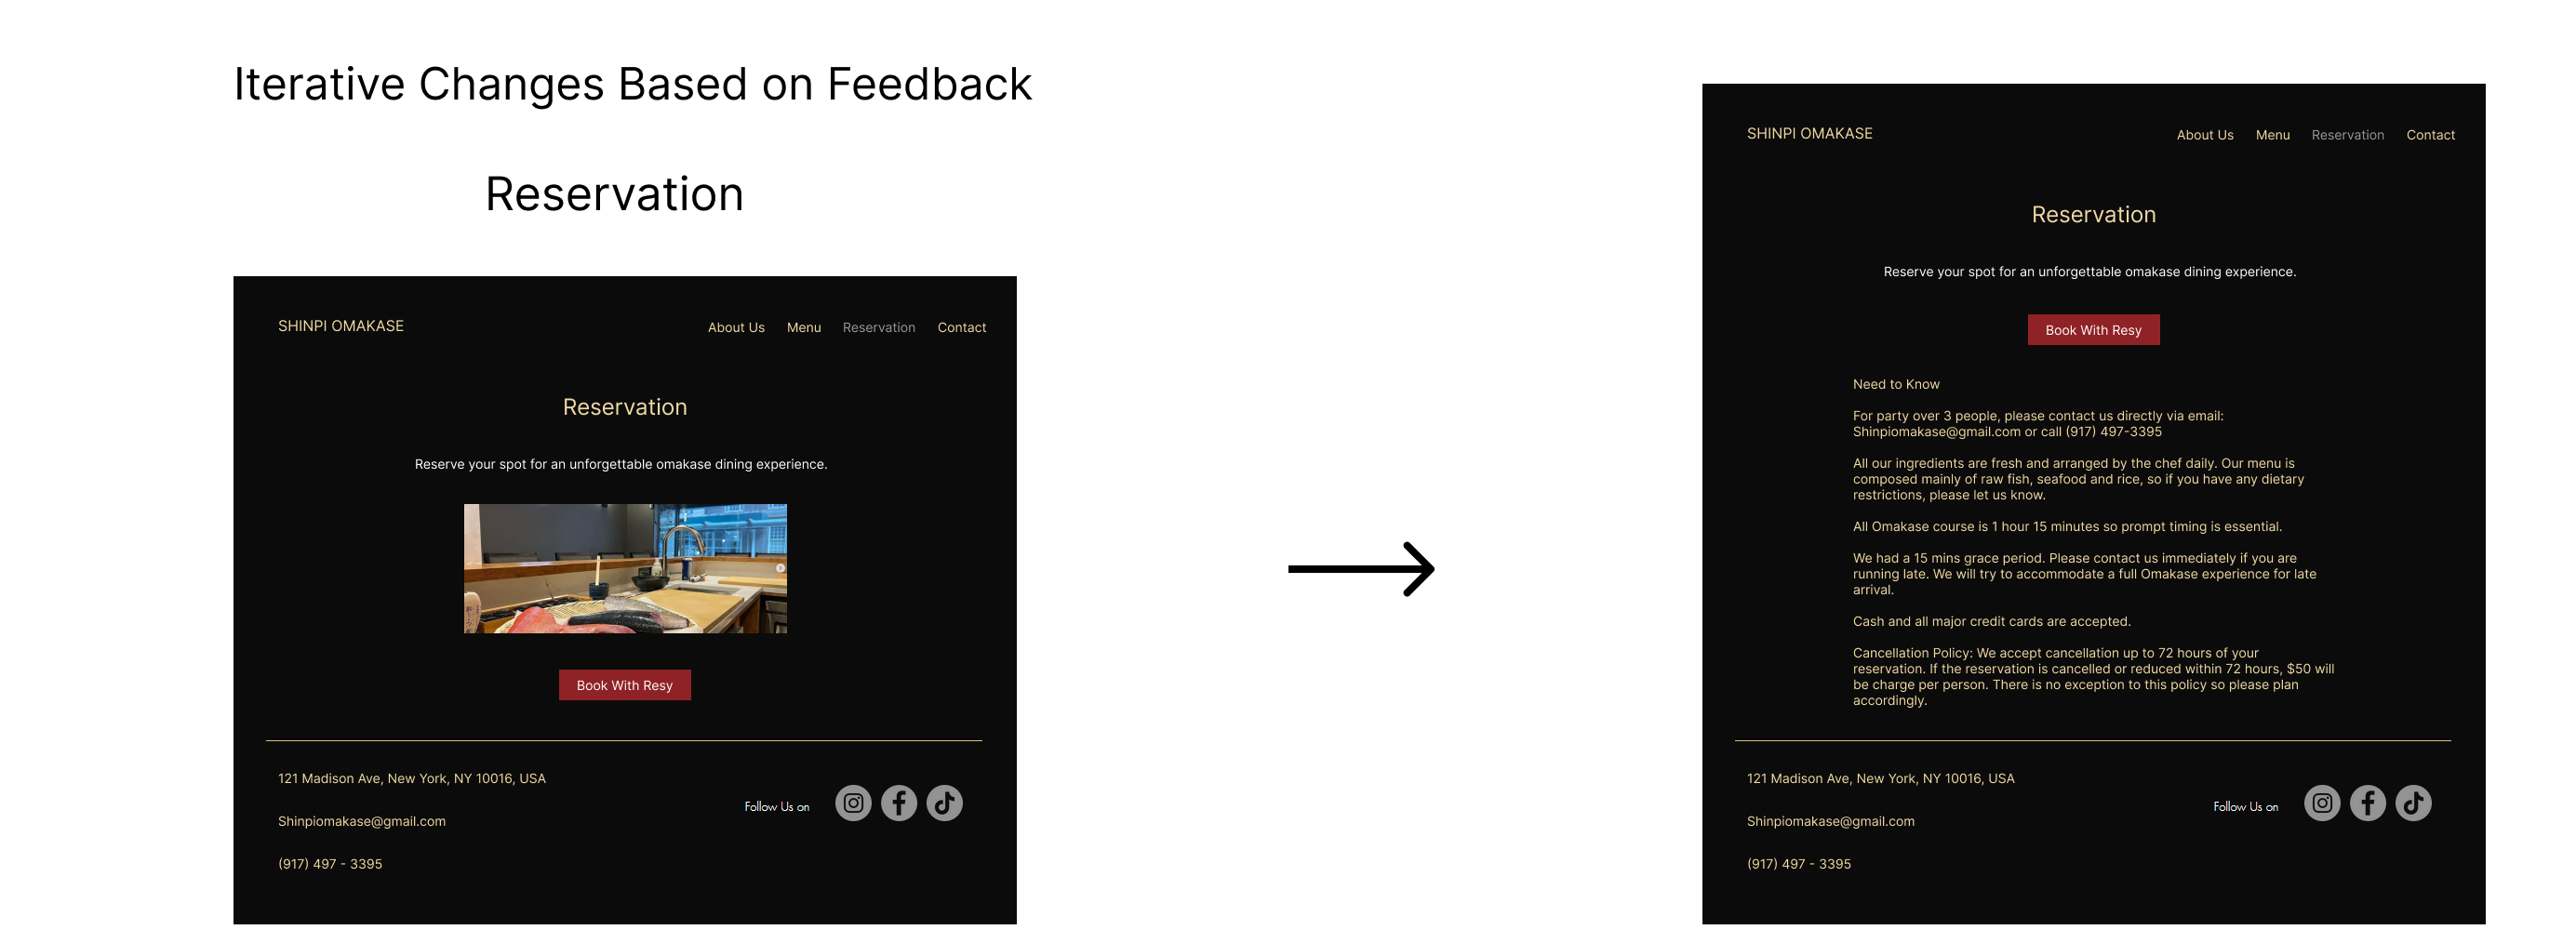 Iterative Changes Based on Feedback
Reservation
SHINPI OMAKASE
About Us Menu Reservation Contact
Reservation
Reserve your spot for an unforgettable omakase dining experience.
Book With Resy
121 Madison Ave, New York, NY 10016, USA
Follow Us on
Shinpiomakase@gmail.com
(917) 497 - 3395
SHINPI OMAKASE
About Us Menu Reservation Contact
Reservation
Reserve your spot for an unforgettable omakase dining experience.
Book With Resy
Need to Know
For party over 3 people, please contact us directly via email:
Shinpiomakase@gmail.com or call (917) 497-3395
All our ingredients are fresh and arranged by the chef daily. Our menu is
composed mainly of raw fish, seafood and rice, so if you have any dietary
restrictions, please let us know.
All Omakase course is 1 hour 15 minutes so prompt timing is essential.
We had a 15 mins grace period. Please contact us immediately if you are
running late. We will try to accommodate a full Omakase experience for late
arrival.
Cash and all major credit cards are accepted.
Cancellation Policy: We accept cancellation up to 72 hours of your
reservation. If the reservation is cancelled or reduced within 72 hours, $50 will
be charge per person. There is no exception to this policy so please plan
accordingly.
121 Madison Ave, New York, NY 10016, USA
Follow Us on
Shinpiomakase@gmail.com
(917) 497 - 3395